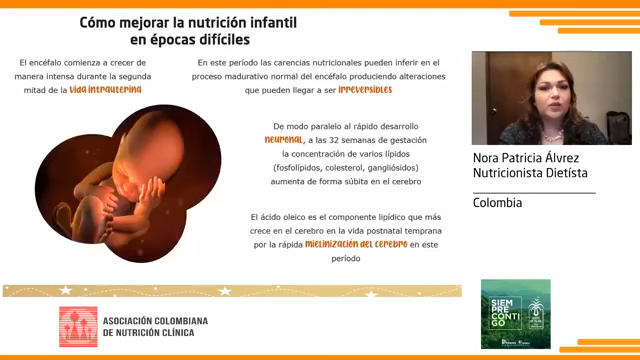 Cómo mejorar la nutrición infantil
en épocas difíciles
El encéfalo comienza a crecer de
manera intensa durante la segunda
mitad de la vida intrauterina
En este período las carencias nutricionales pueden inferir en el
proceso madurativo normal del encéfalo produciendo alteraciones
que pueden llegar a ser irreversibles
De modo paralelo al rápido desarrollo
neuronal, a las 32 semanas de gestación
la concentración de varios lípidos
(fosfolípidos, colesterol, gangliósidos)
aumenta de forma súbita en el cerebro
El ácido oleico es el componente lipídico que más
crece en el cerebro en la vida postnatal temprana
por la rápida mielinización del cerebro en este
período
Nora Patricia Álvrez
Nutricionista Dietísta
Colombia
SIEM
PRE
CONTI
GO
ASOCIACIÓN COLOMBIANA
DE NUTRICIÓN CLÍNICA